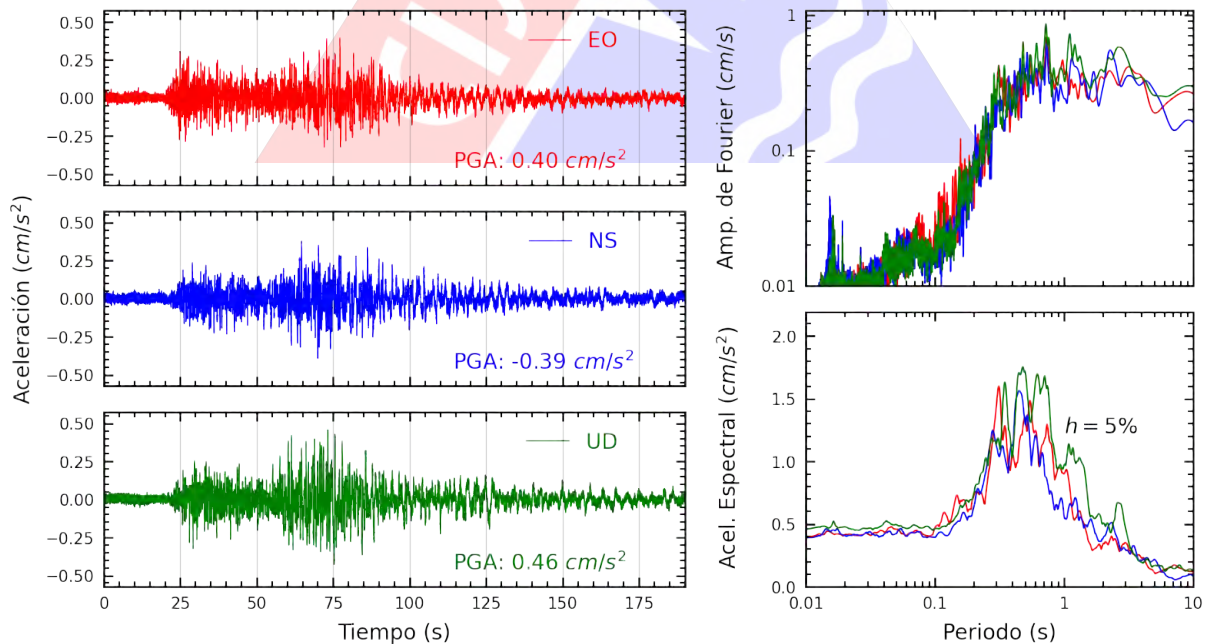 Aceleración (cm/s²)
0.50
0.25
0.00
−0.25
−0.50
EO
PGA: 0.40 cm/s²
0.50
0.25
0.00
−0.25
−0.50
NS
PGA: -0.39 cm/s²
0.50
0.25
0.00
−0.25
−0.50
UD
PGA: 0.46 cm/s²
0 25 50 75 100 125 150 175
Tiempo (s)
Amp. de Fourier (cm/s)
1
0.1
0.01
Acel. Espectral (cm/s²)
2.0
1.5
1.0
0.5
0.0
h = 5%
0.01 0.1 1 10
Periodo (s)